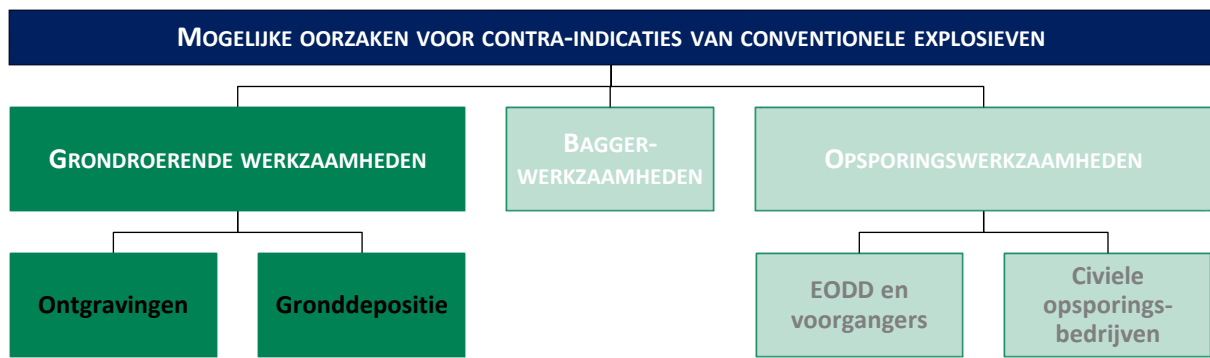 MOGELIJKE OORZAKEN VOOR CONTRA-INDICATIES VAN CONVENTIONELE EXPLOSIEVEN
GRONDROERENDE WERKZAAMHEDEN
BAGGER-
WERKZAAMHEDEN
OPSPORINGSWERKZAAMHEDEN
Ontgravingen
Gronddepositie
EODD en
voorgangers
Civiele
opsporings-
bedrijven